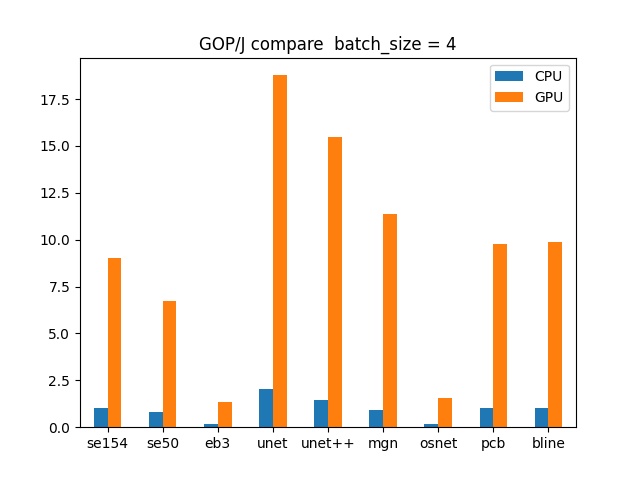 GOP/J compare  batch_size = 4
CPU
GPU
17.5
15.0
12.5
10.0
7.5
5.0
2.5
0.0
se154 se50 eb3 unet unet++ mgn osnet pcb bline